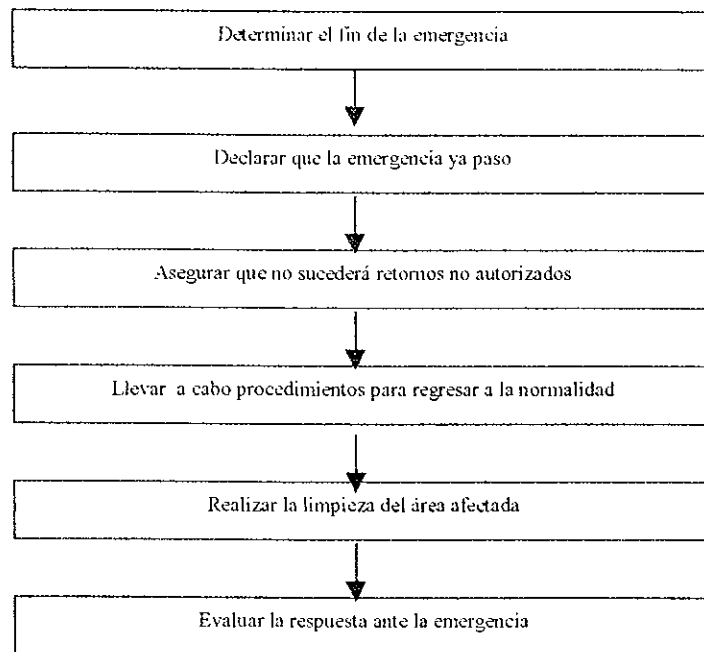 Determinar el fin de la emergencia
Declarar que la emergencia ya paso
Asegurar que no sucederá retornos no autorizados
Llevar a cabo procedimientos para regresar a la normalidad
Realizar la limpieza del área afectada
Evaluar la respuesta ante la emergencia